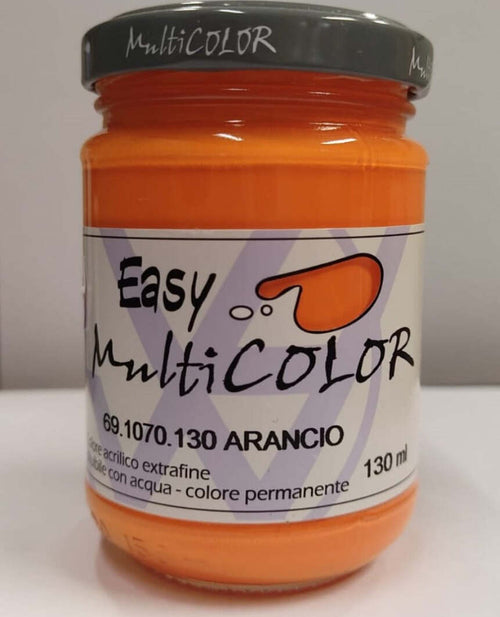 MultiCOLOR
Easy
MultiCOLOR
69.1070.130 ARANCIO
acrilico extrafine
con acqua - colore permanente
130 ml